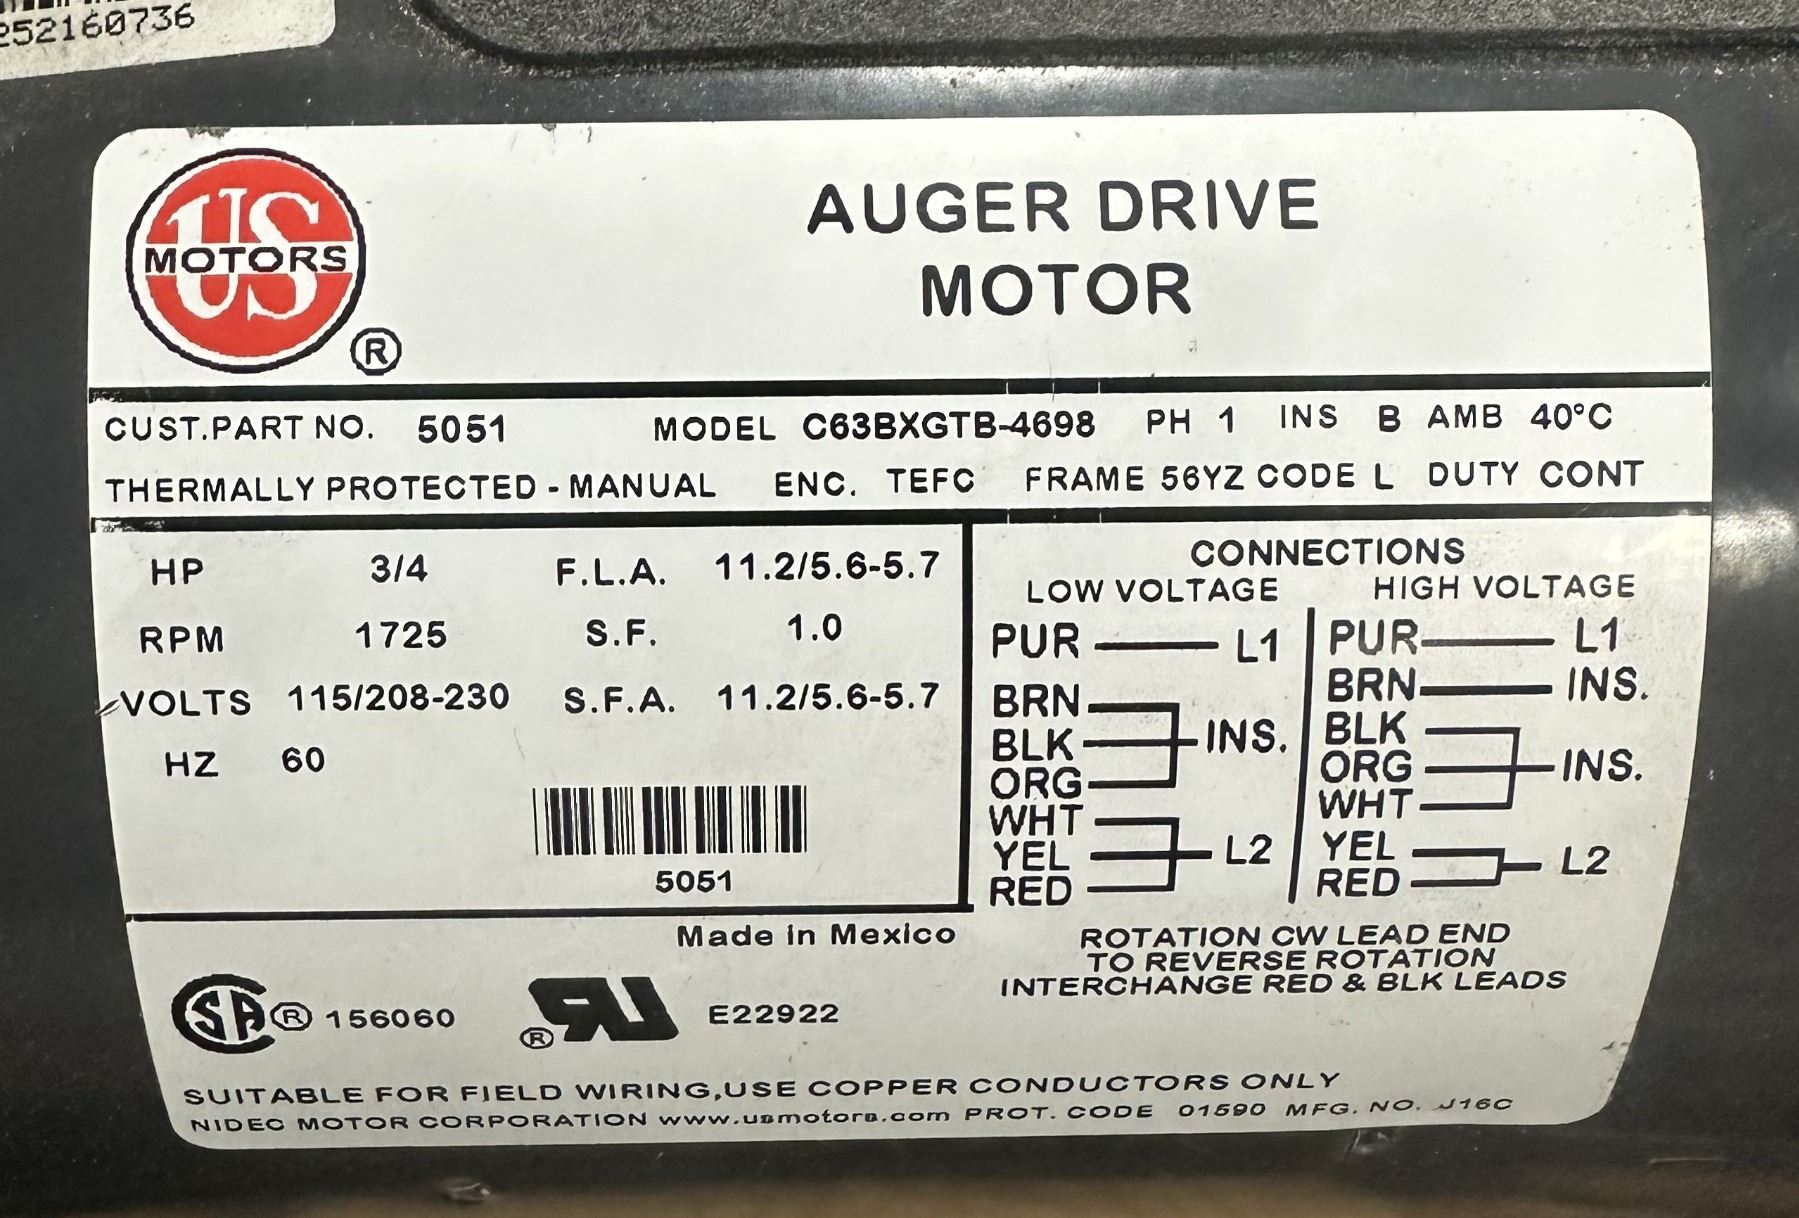 252160736
US
MOTORS
®
AUGER DRIVE
MOTOR
CUST.PART NO. 5051 MODEL C63BXGTB-4698 PH 1 INS B AMB 40°C
THERMALLY PROTECTED - MANUAL ENC. TEFC FRAME 56YZ CODE L DUTY CONT
HP 3/4 F.L.A. 11.2/5.6-5.7
RPM 1725 S.F. 1.0
VOLTS 115/208-230 S.F.A. 11.2/5.6-5.7
HZ 60
5051
CONNECTIONS
LOW VOLTAGE HIGH VOLTAGE
PUR L1 PUR L1
BRN BRN INS.
BLK INS. BLK
ORG ORG INS.
WHT WHT
YEL L2 YEL L2
RED RED
Made in Mexico
ROTATION CW LEAD END
TO REVERSE ROTATION
INTERCHANGE RED & BLK LEADS
SA ® 156060 ® RU E22922
SUITABLE FOR FIELD WIRING,USE COPPER CONDUCTORS ONLY
NIDEC MOTOR CORPORATION www.usmotors.com PROT. CODE 01590 MFG. NO. J16C